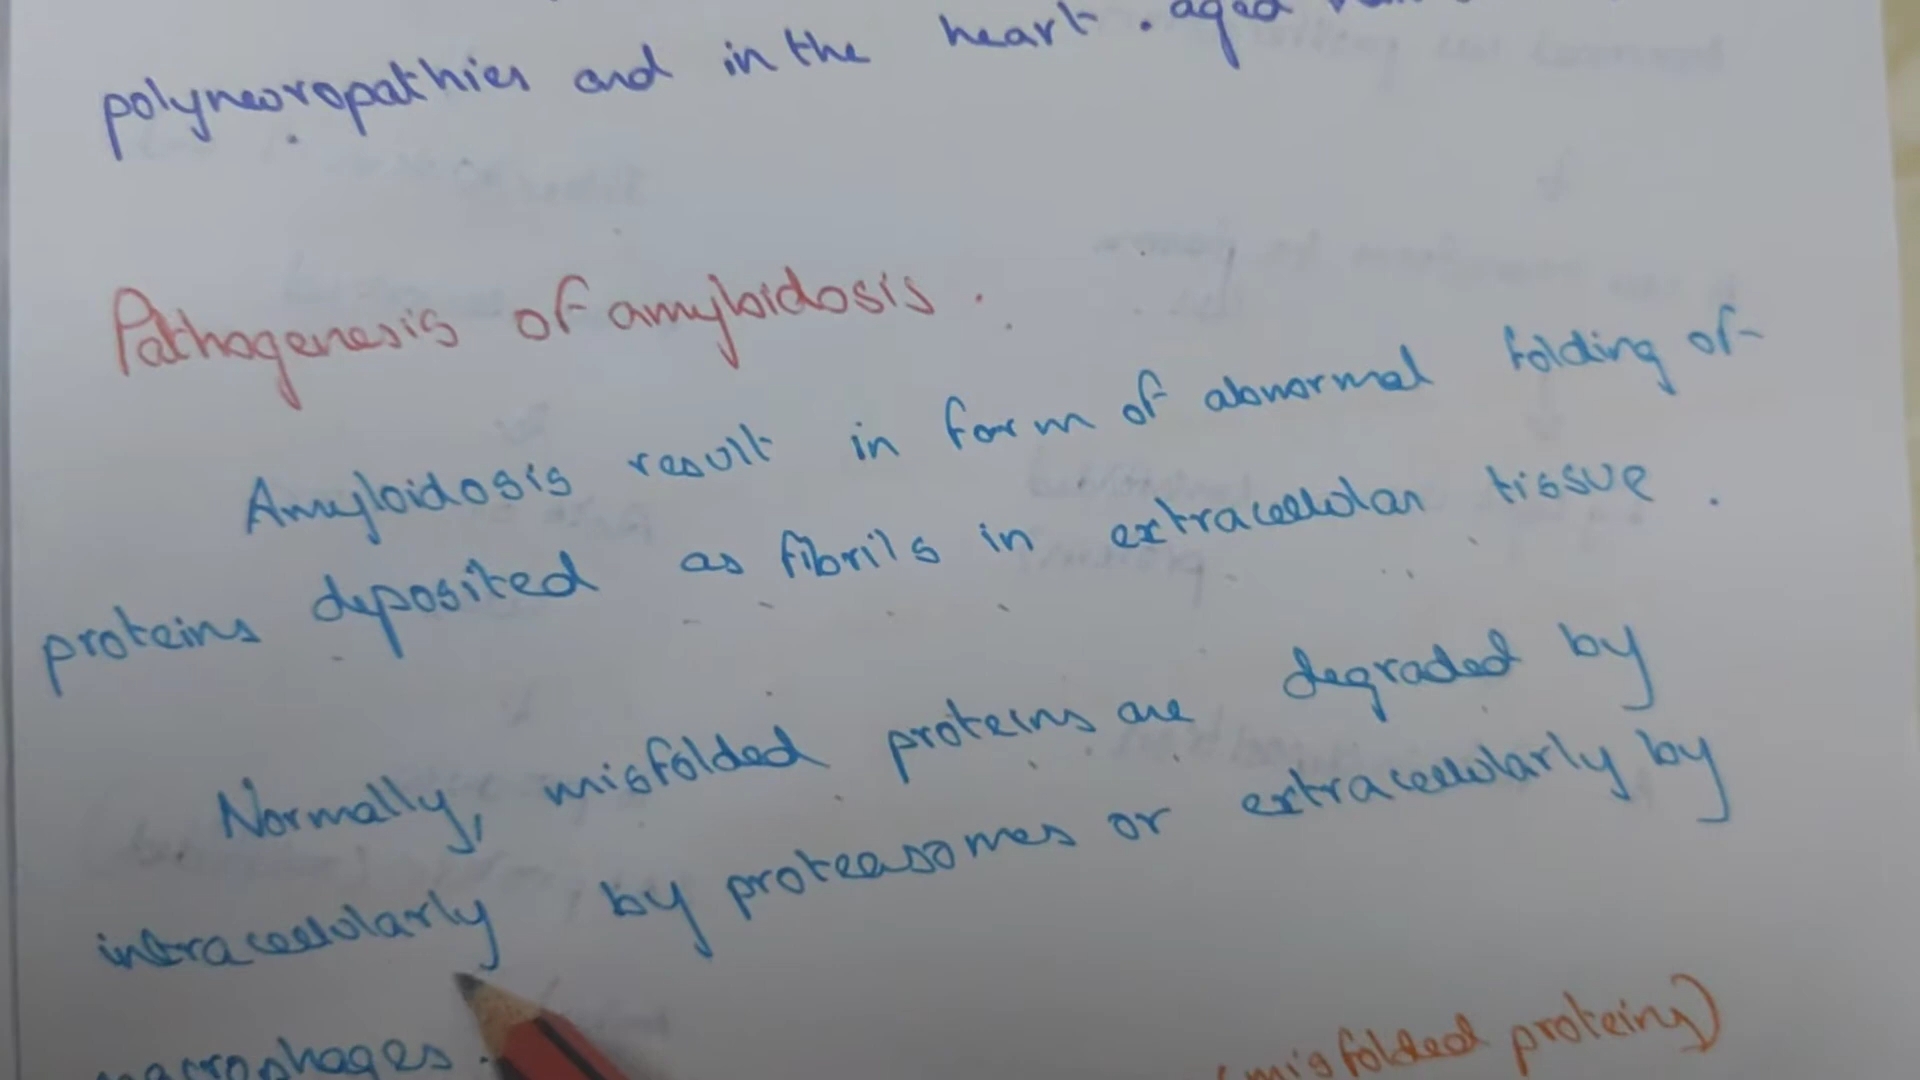 polyneuropathies and in the heart. aged
Pathogenesis of amyloidosis.
Amyloidosis result in form of abnormal folding of
proteins deposited as fibrils in extracellular tissue.
Normally, misfolded proteins are degraded by
intracellularly by proteasomes or extracellularly by
macrophages.
(misfolded proteins)